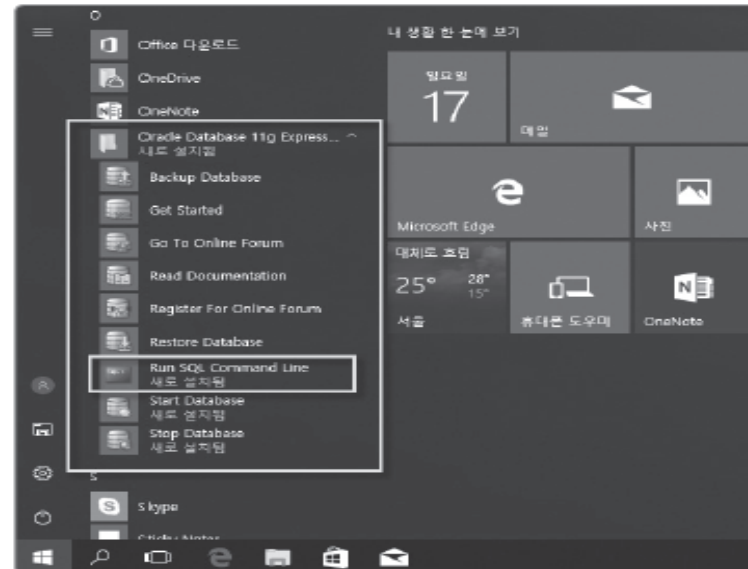 O
Office 다운로드
OneDrive
OneNote
Oracle Database 11g Express...
새로 설치됨
Backup Database
Get Started
Go To Online Forum
Read Documentation
Register For Online Forum
Restore Database
Run SQL Command Line
새로 설치됨
Start Database
새로 설치됨
Stop Database
새로 설치됨
S
Skype
Sticky Notes
내 생활 한 눈에 보기
일요일
17
메일
Microsoft Edge
사진
대체로 흐림
25° 28°
15°
서울
휴대폰 도우미
OneNote